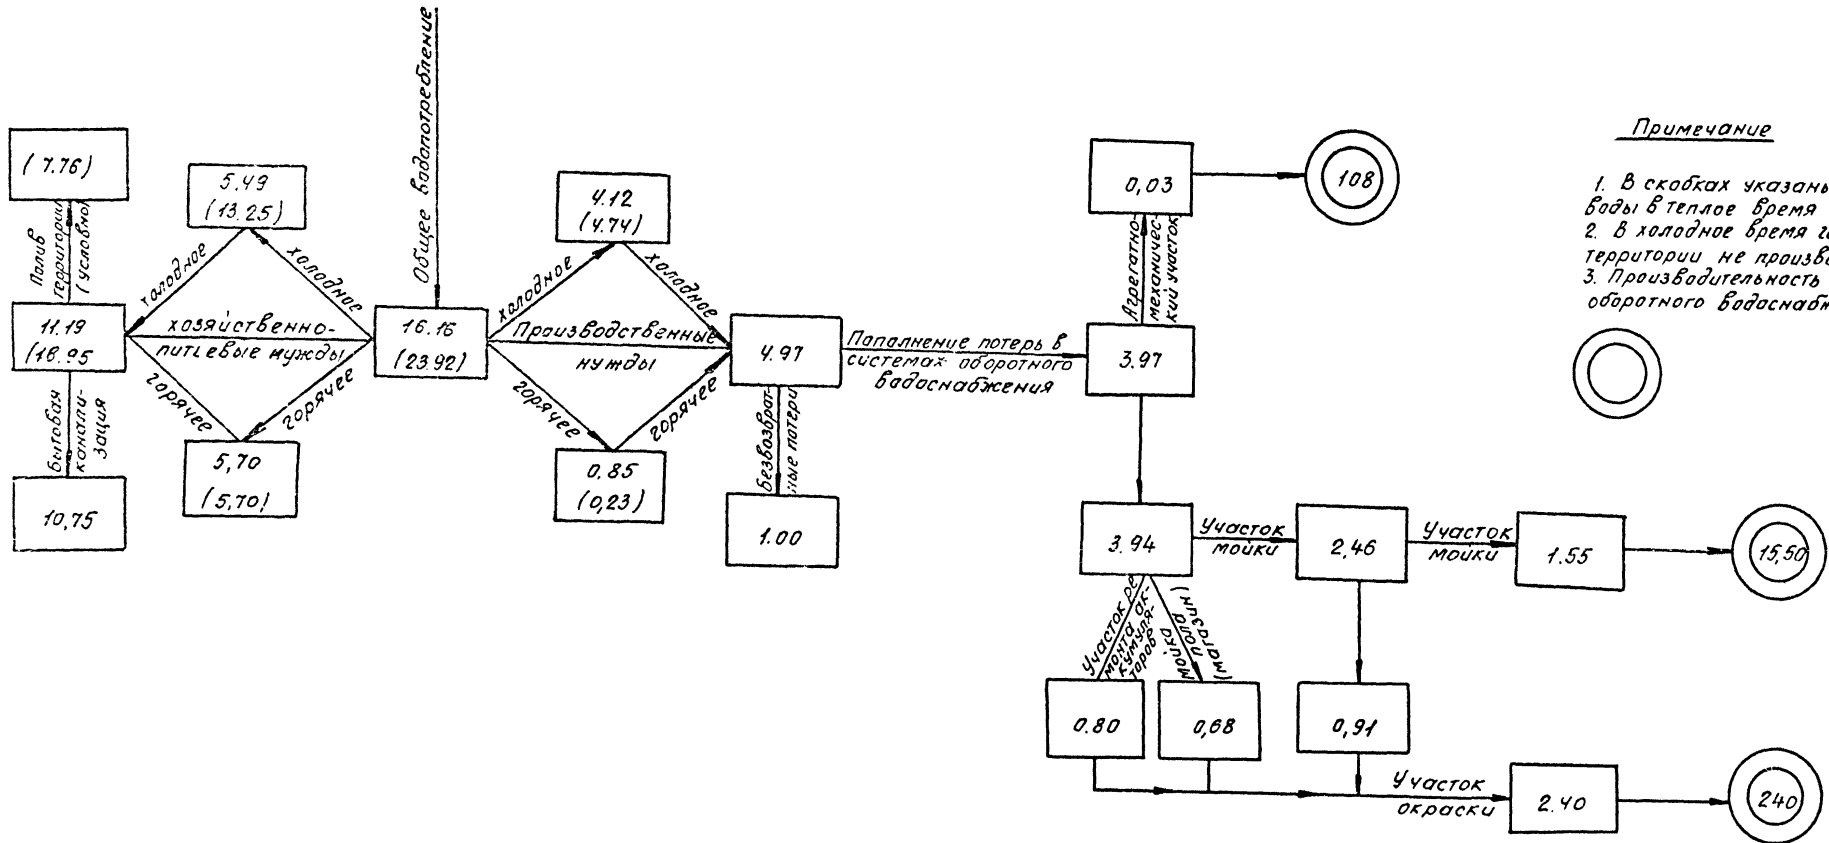 Общее водопотребление
(7.76)
Полив
территории
(условно)
11.19
(18.95
Бытовая
канали-
зация
10,75
5.49
(13.25)
холодное
холодное
хозяйственно-
питьевые нужды
горячее
горячее
5,70
(5,70)
16.16
(23.92)
4.12
(4.74)
холодное
холодное
Производственные
нужды
горячее
горячее
0.85
(0,23)
4.97
Безвозврат-
ные потери
1.00
Папалнение потерь в
системах оборотного
водоснабжения
3.97
Агрегатно-
механичес-
кий участок
0,03
108
3.94
Участок
мойки
2,46
Участок
мойки
1.55
15,50
Участок ре
монта ак-
кумуля-
торов
Мойка
пола
(магазин)
0.80
0,68
0,91
Участок
окраски
2.40
240
Примечание
1. В скобках указаны
воды в теплое время
2. В холодное время
территории не произв
3. Производительность
оборотного водоснабж